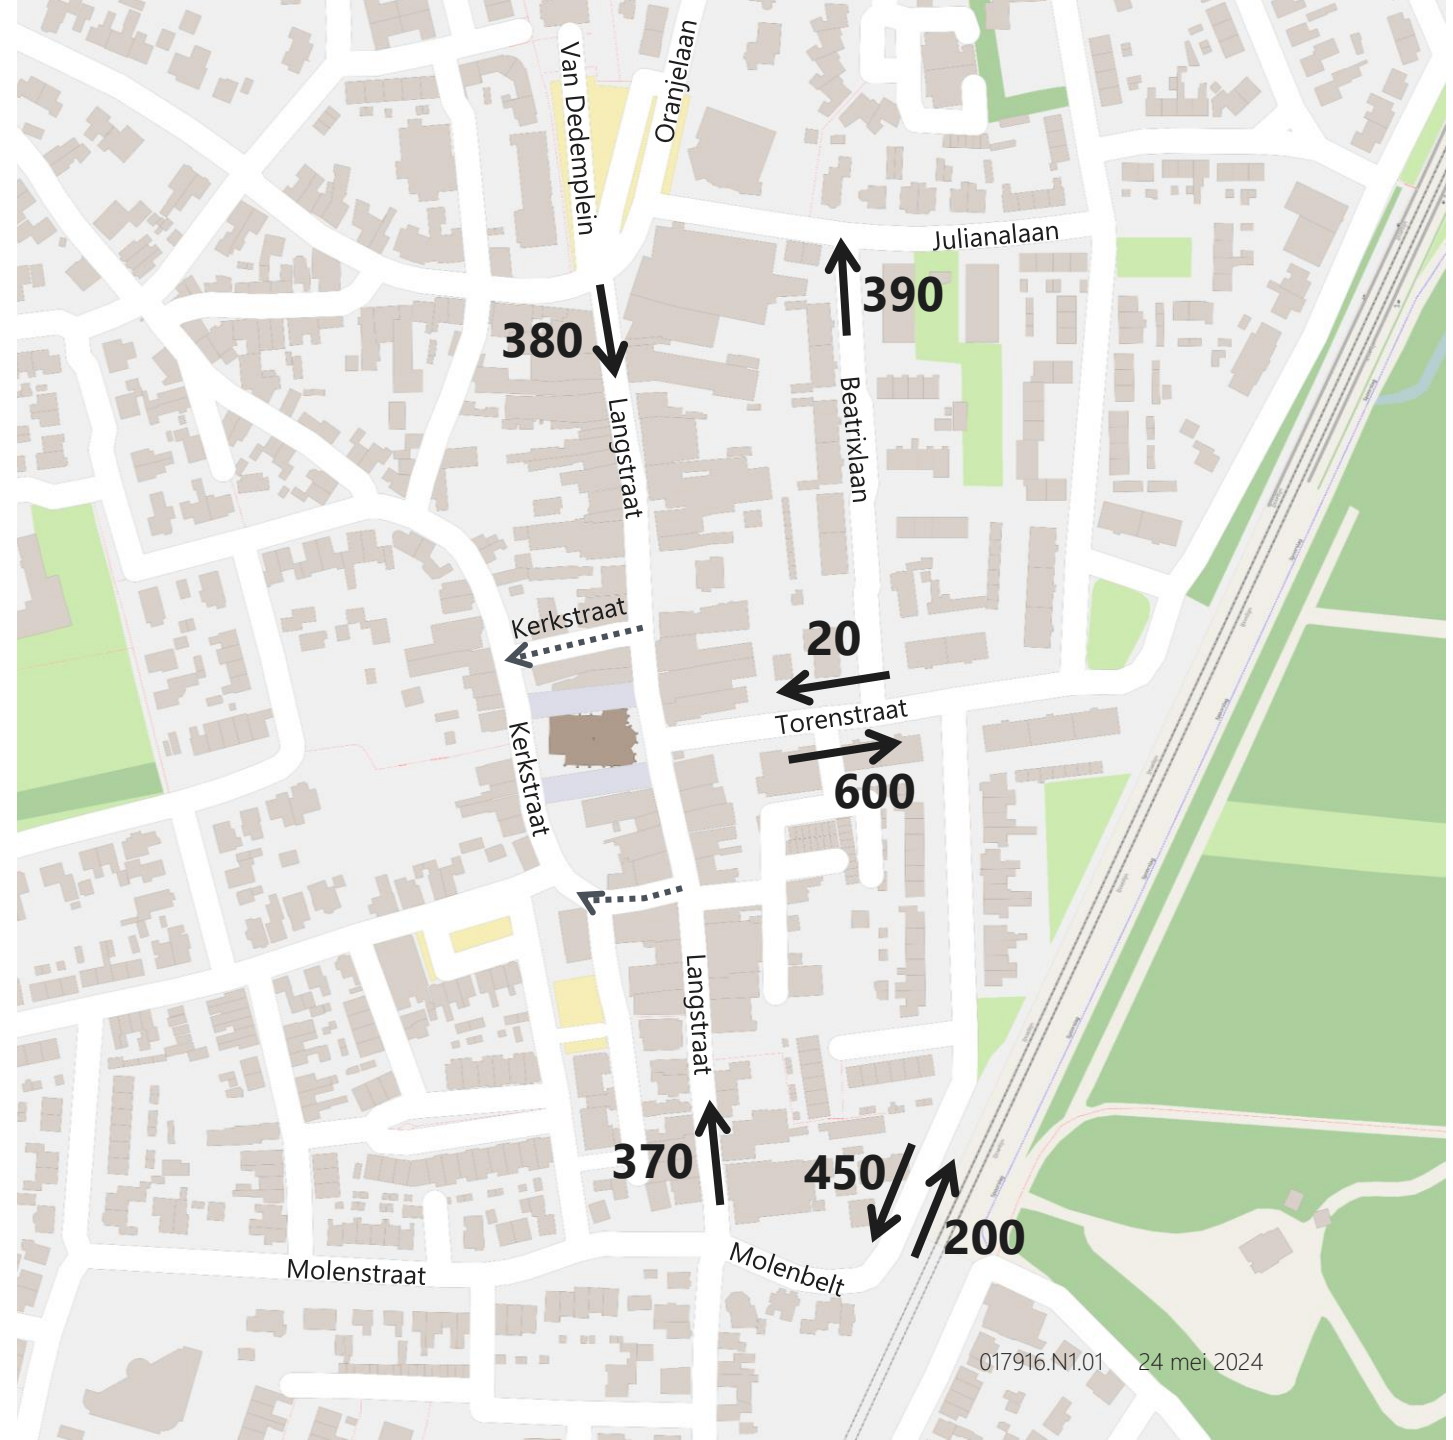 Van Dedemplein
Oranjelaan
Julianalaan
390
380
Langstraat
Beatrixlaan
Kerkstraat
20
Torenstraat
Kerkstraat
600
Langstraat
370
450
200
Molenstraat
Molenbelt
017916.N1.01 24 mei 2024